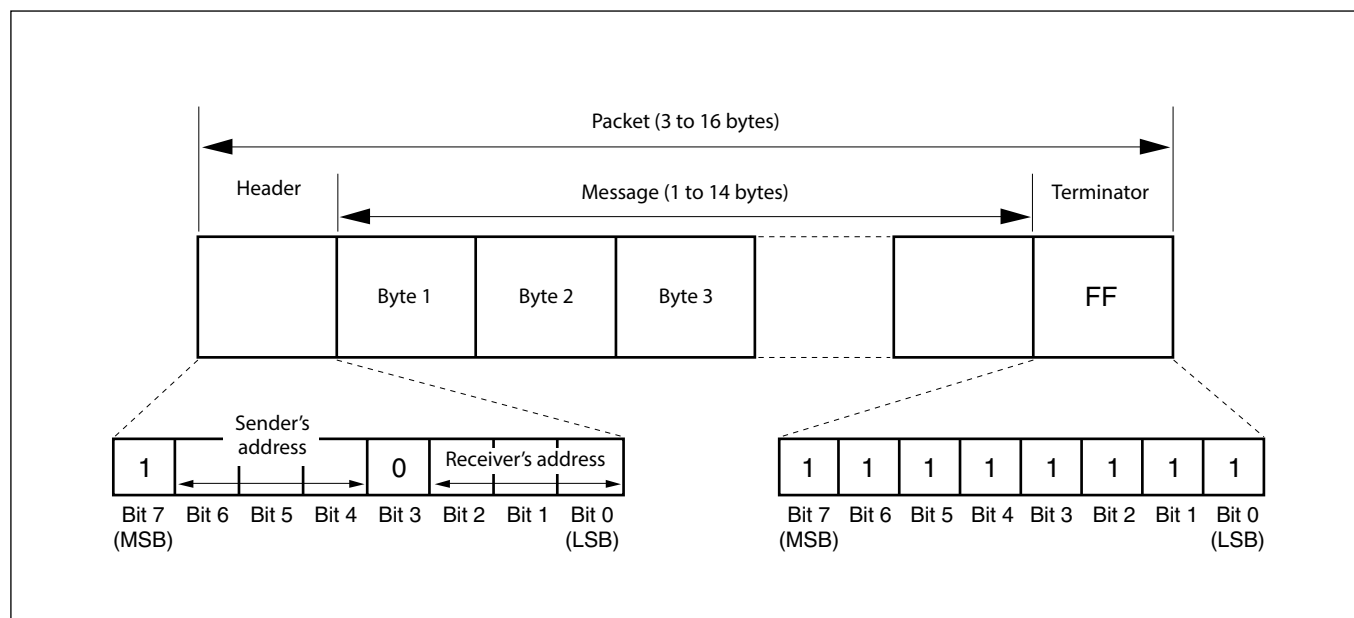 Packet (3 to 16 bytes)
Header
Message (1 to 14 bytes)
Terminator
Byte 1
Byte 2
Byte 3
FF
Sender’s
address
1
0
Receiver’s address
Bit 7 Bit 6 Bit 5 Bit 4 Bit 3 Bit 2 Bit 1 Bit 0
(MSB) (LSB)
1 1 1 1 1 1 1 1
Bit 7 Bit 6 Bit 5 Bit 4 Bit 3 Bit 2 Bit 1 Bit 0
(MSB) (LSB)